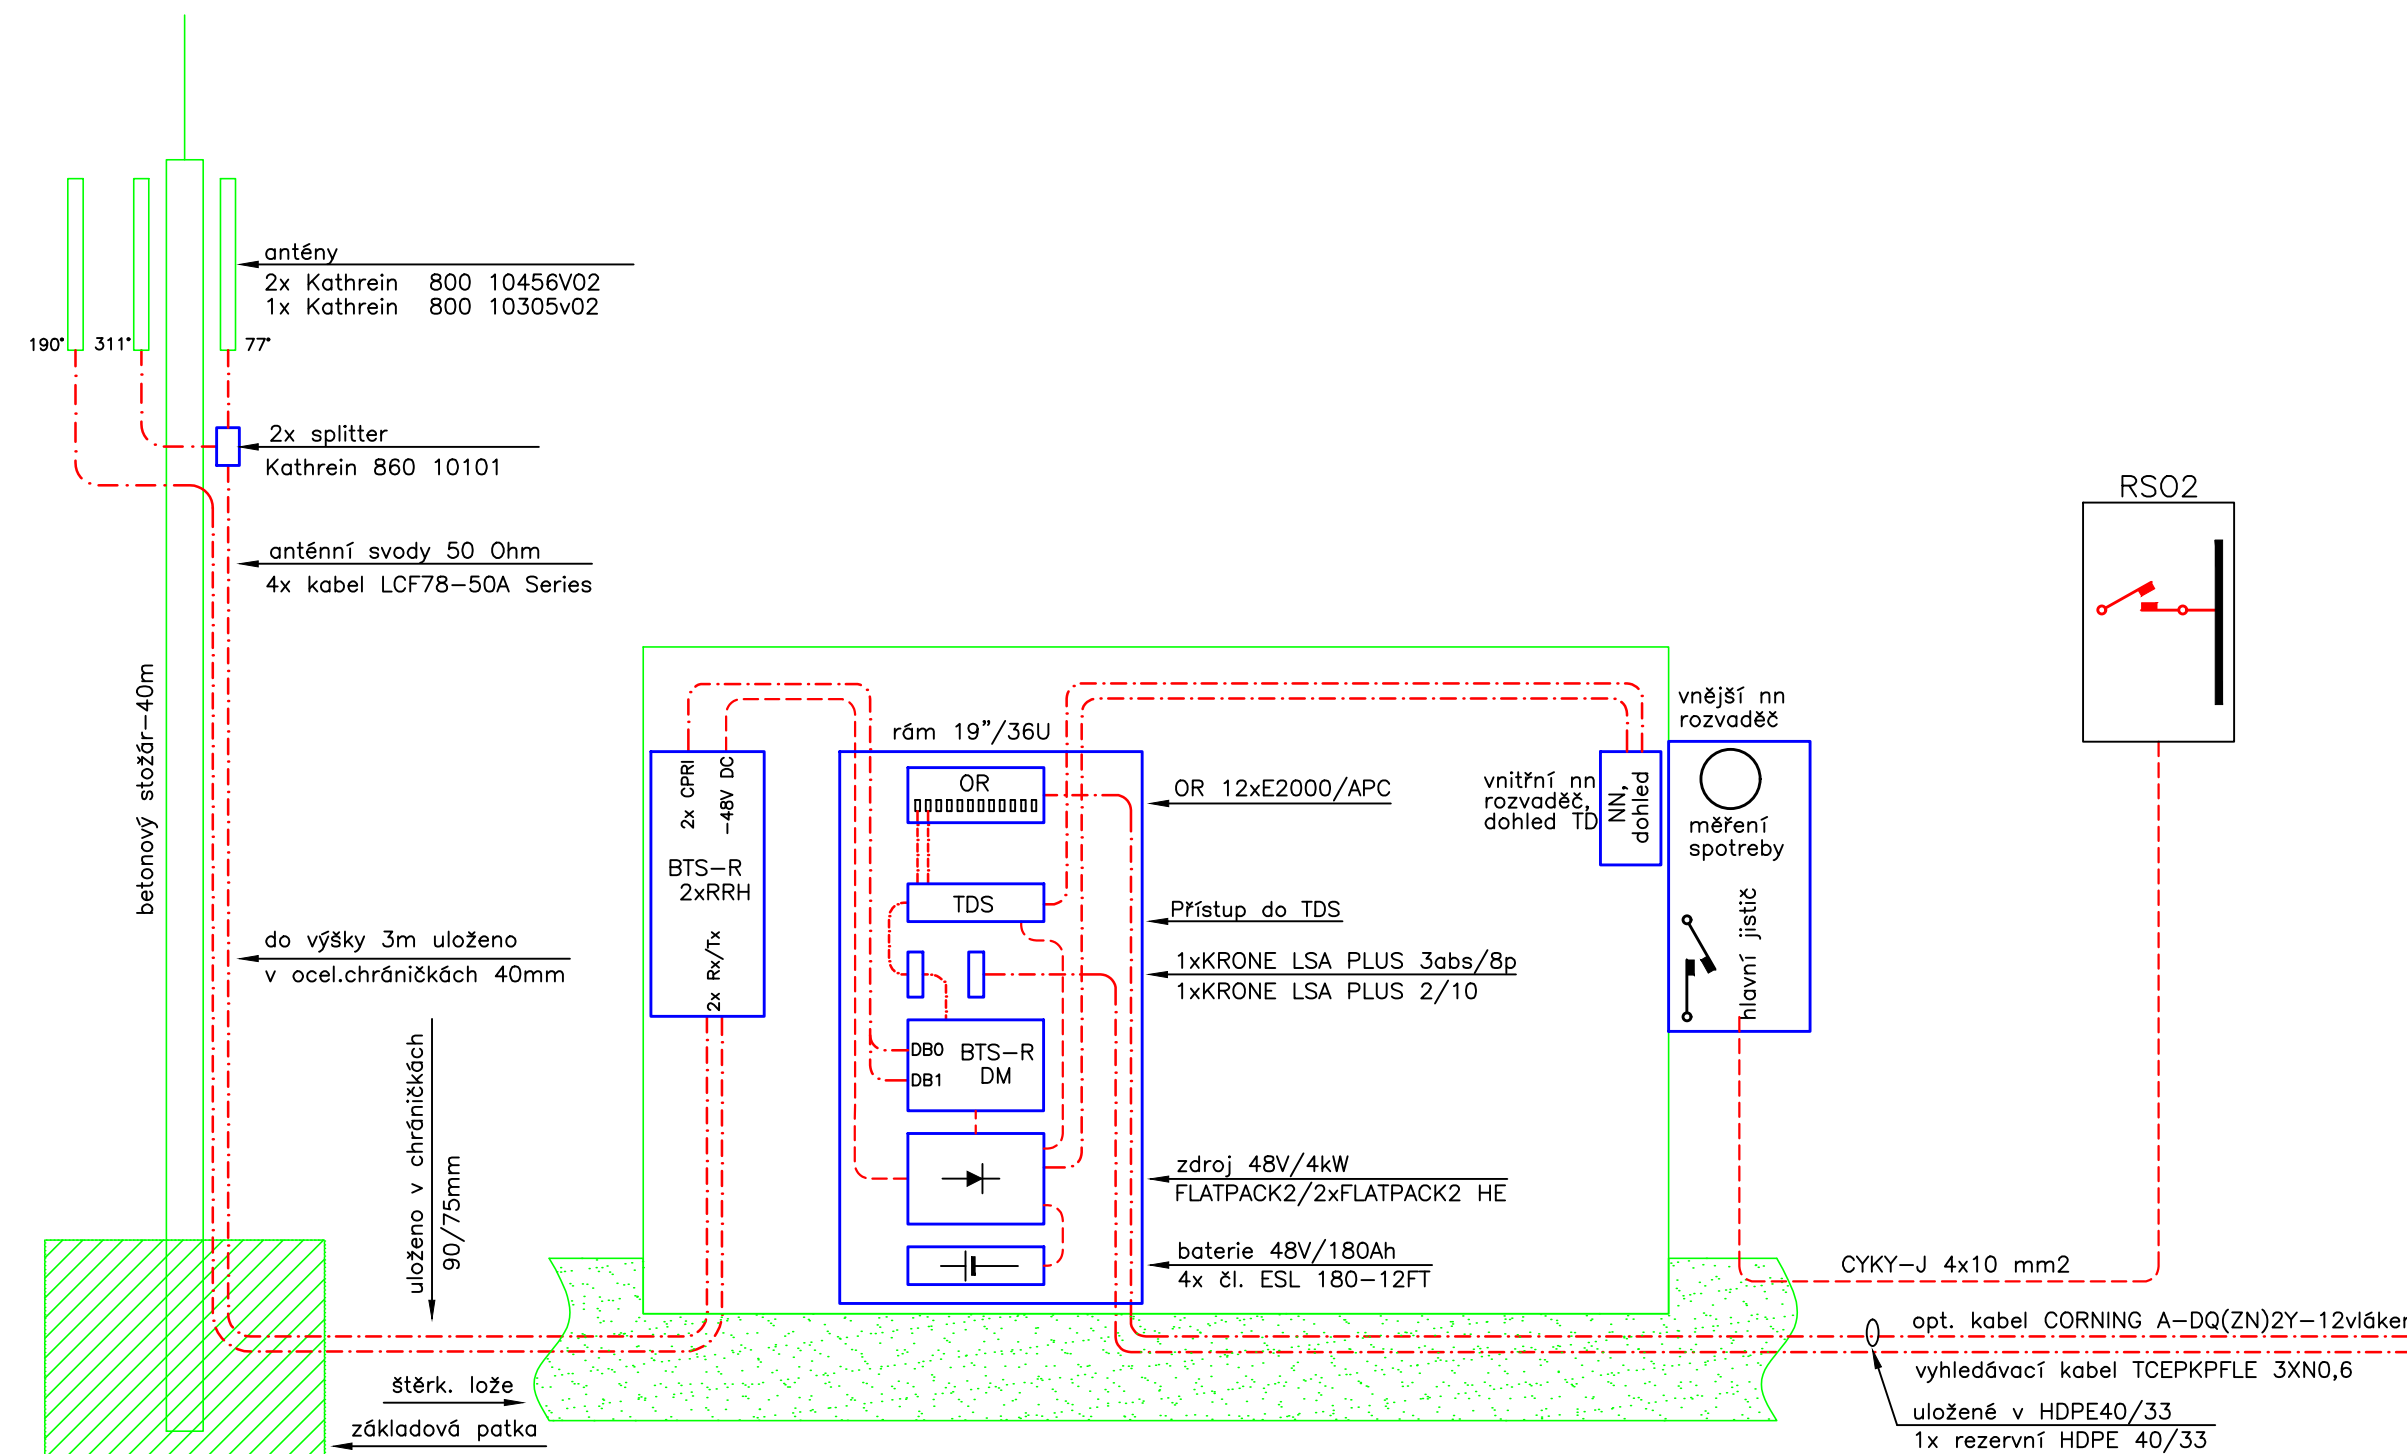 antény
2x Kathrein 800 10456V02
1x Kathrein 800 10305v02
190°
311°
77°
2x splitter
Kathrein 860 10101
anténní svody 50 Ohm
4x kabel LCF78-50A Series
betonový stožár-40m
do výšky 3m uloženo
v ocel.chráničkách 40mm
uloženo v chráničkách
90/75mm
štěrk. lože
základová patka
2x CPRI
-48V DC
BTS-R
2xRRH
2x Rx/Tx
rám 19"/36U
OR
TDS
DB0
DB1
BTS-R
DM
OR 12xE2000/APC
Přístup do TDS
1xKRONE LSA PLUS 3abs/8p
1xKRONE LSA PLUS 2/10
zdroj 48V/4kW
FLATPACK2/2xFLATPACK2 HE
baterie 48V/180Ah
4x čl. ESL 180-12FT
vnitřní nn
rozvaděč,
dohled TD
NN,
dohled
vnější nn
rozvaděč
měření
spotreby
hlavní jistič
RS02
CYKY-J 4x10 mm2
opt. kabel CORNING A-DQ(ZN)2Y-12vláken
vyhledávací kabel TCEPKPFLE 3XN0,6
uložené v HDPE40/33
1x rezervní HDPE 40/33